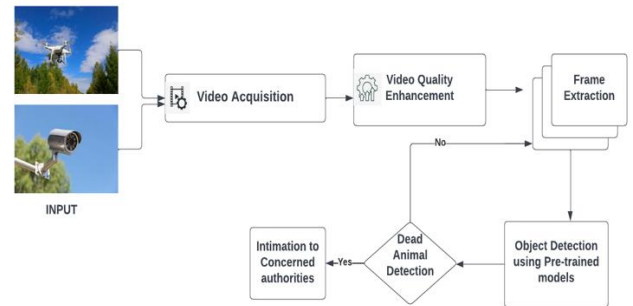 Video Acquisition
Video Quality
Enhancement
Frame
Extraction
INPUT
No
Intimation to
Concerned
authorities
Yes
Dead
Animal
Detection
Object Detection
using Pre-trained
models